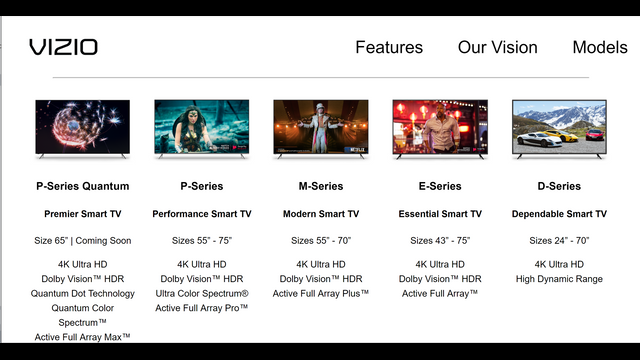 VIZIO
Features Our Vision Models
P-Series Quantum
Premier Smart TV
Size 65” | Coming Soon
4K Ultra HD
Dolby Vision™ HDR
Quantum Dot Technology
Quantum Color
Spectrum™
Active Full Array Max™
P-Series
Performance Smart TV
Sizes 55” - 75”
4K Ultra HD
Dolby Vision™ HDR
Ultra Color Spectrum®
Active Full Array Pro™
M-Series
Modern Smart TV
Sizes 55” - 70”
4K Ultra HD
Dolby Vision™ HDR
Active Full Array Plus™
E-Series
Essential Smart TV
Sizes 43” - 75”
4K Ultra HD
Dolby Vision™ HDR
Active Full Array™
D-Series
Dependable Smart TV
Sizes 24” - 70”
4K Ultra HD
High Dynamic Range